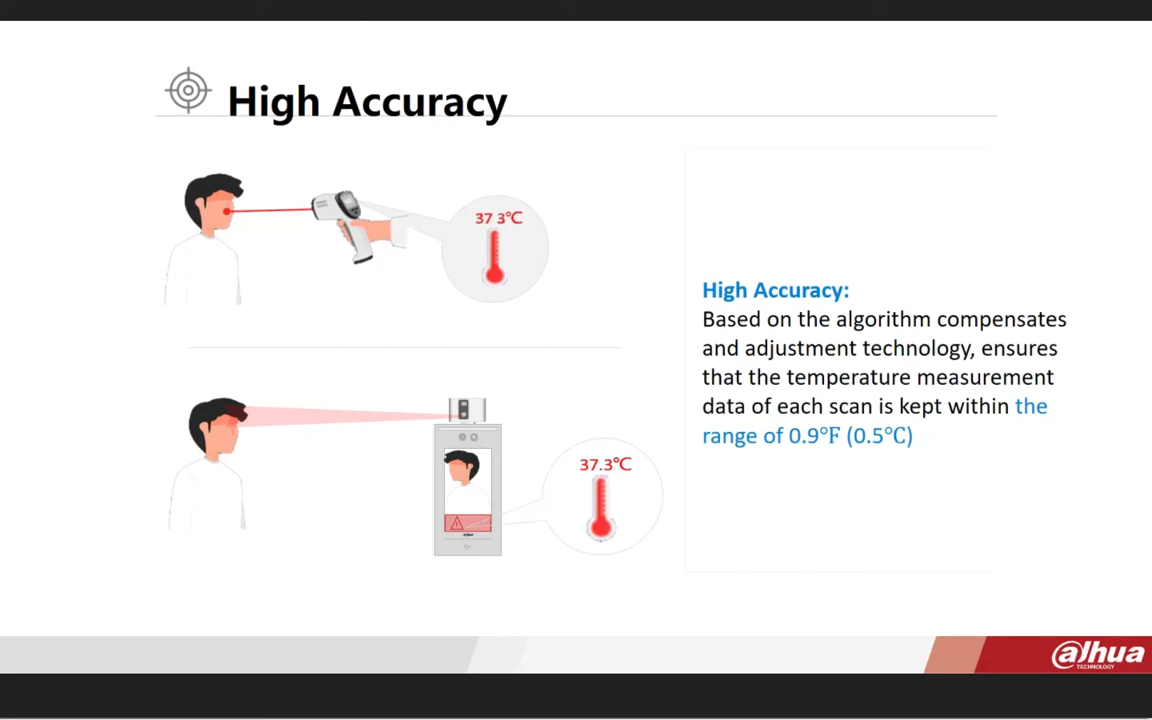 High Accuracy
37 3℃
High Accuracy:
Based on the algorithm compensates
and adjustment technology, ensures
that the temperature measurement
data of each scan is kept within the
range of 0.9°F (0.5℃)
37.3℃
alhua
TECHNOLOGY